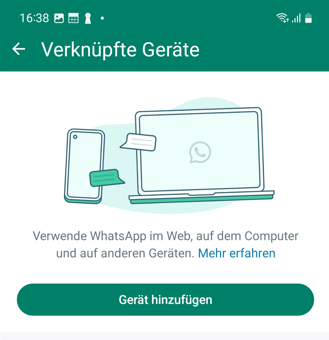 16:38
Verknüpfte Geräte
Verwende WhatsApp im Web, auf dem Computer
und auf anderen Geräten. Mehr erfahren
Gerät hinzufügen